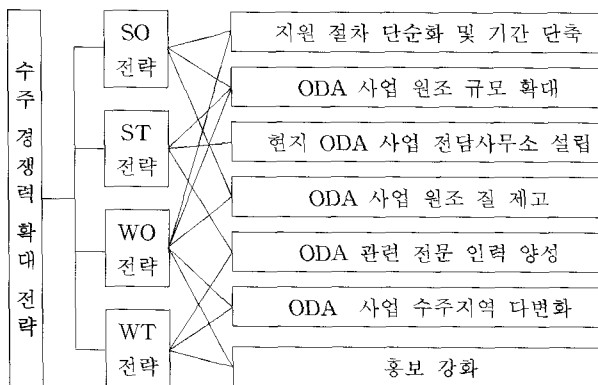 수주 경쟁력 확대 전략
SO
전략
ST
전략
WO
전략
WT
전략
지원 절차 단순화 및 기간 단축
ODA 사업 원조 규모 확대
현지 ODA 사업 전담사무소 설립
ODA 사업 원조 질 제고
ODA 관련 전문 인력 양성
ODA 사업 수주지역 다변화
홍보 강화